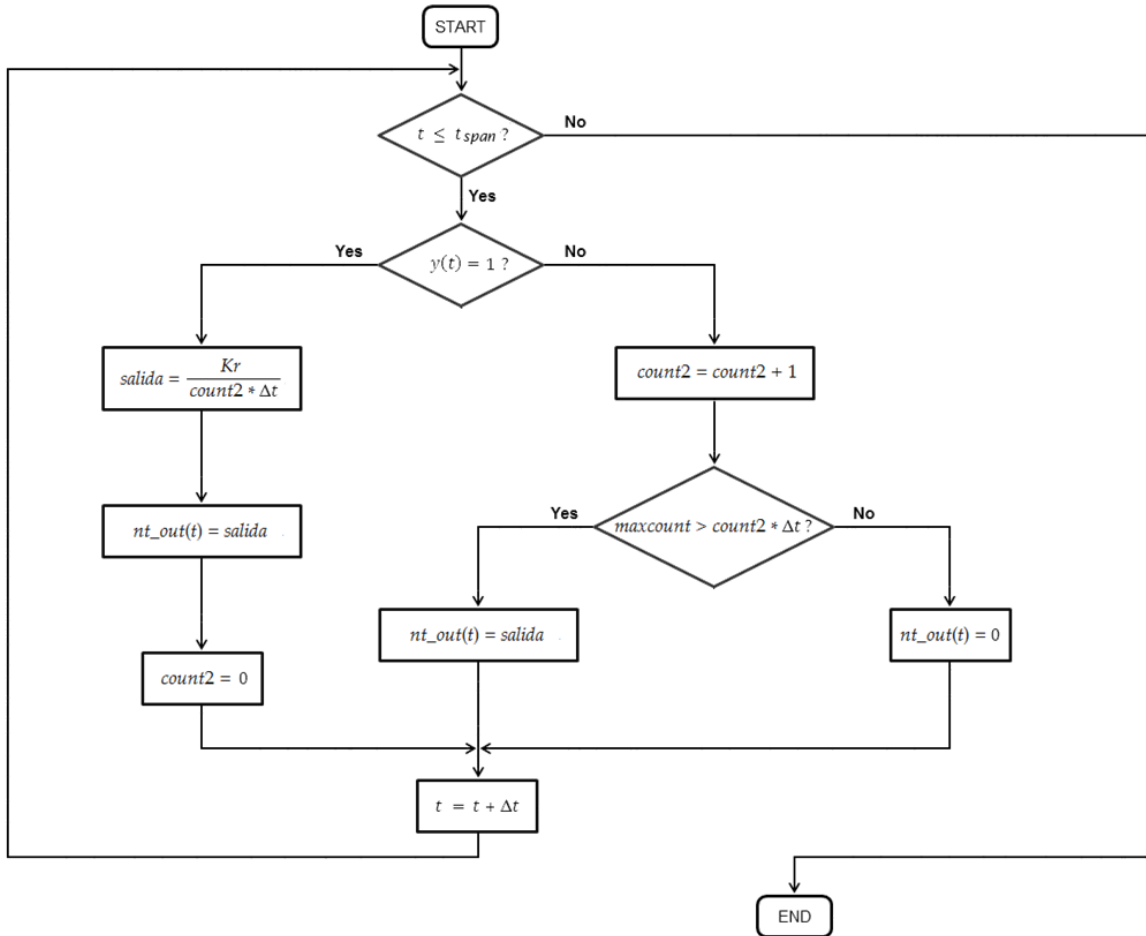 START
t ≤ t_span ?
No
Yes
y(t) = 1 ?
Yes
No
salida = Kr / count2 * Δt
count2 = count2 + 1
nt_out(t) = salida
maxcount > count2 * Δt ?
Yes
No
nt_out(t) = salida
nt_out(t) = 0
count2 = 0
t = t + Δt
END